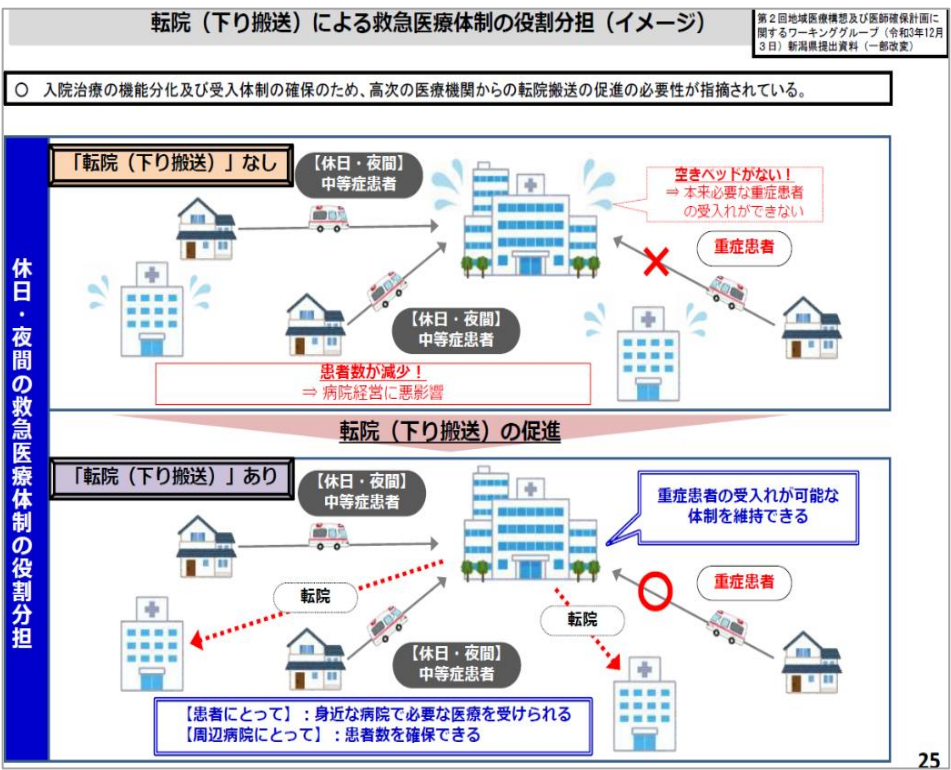 転院（下り搬送）による救急医療体制の役割分担（イメージ）
第２回地域医療構想及び医師確保計画に
関するワーキンググループ（令和3年12月
３日）新潟県提出資料（一部改変）
○ 入院治療の機能分化及び受入体制の確保のため、高次の医療機関からの転院搬送の促進の必要性が指摘されている。
休日・夜間の救急医療体制の役割分担
「転院（下り搬送）」なし
【休日・夜間】
中等症患者
空きベッドがない！
⇒ 本来必要な重症患者
の受入れができない
重症患者
【休日・夜間】
中等症患者
患者数が減少！
⇒ 病院経営に悪影響
転院（下り搬送）の促進
「転院（下り搬送）」あり
【休日・夜間】
中等症患者
重症患者の受入れが可能な
体制を維持できる
重症患者
転院
転院
【休日・夜間】
中等症患者
【患者にとって】：身近な病院で必要な医療を受けられる
【周辺病院にとって】：患者数を確保できる
25